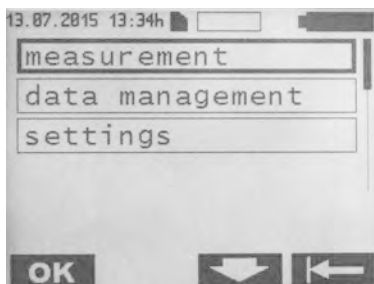 13.07.2015 13:34h
measurement
data management
settings
OK